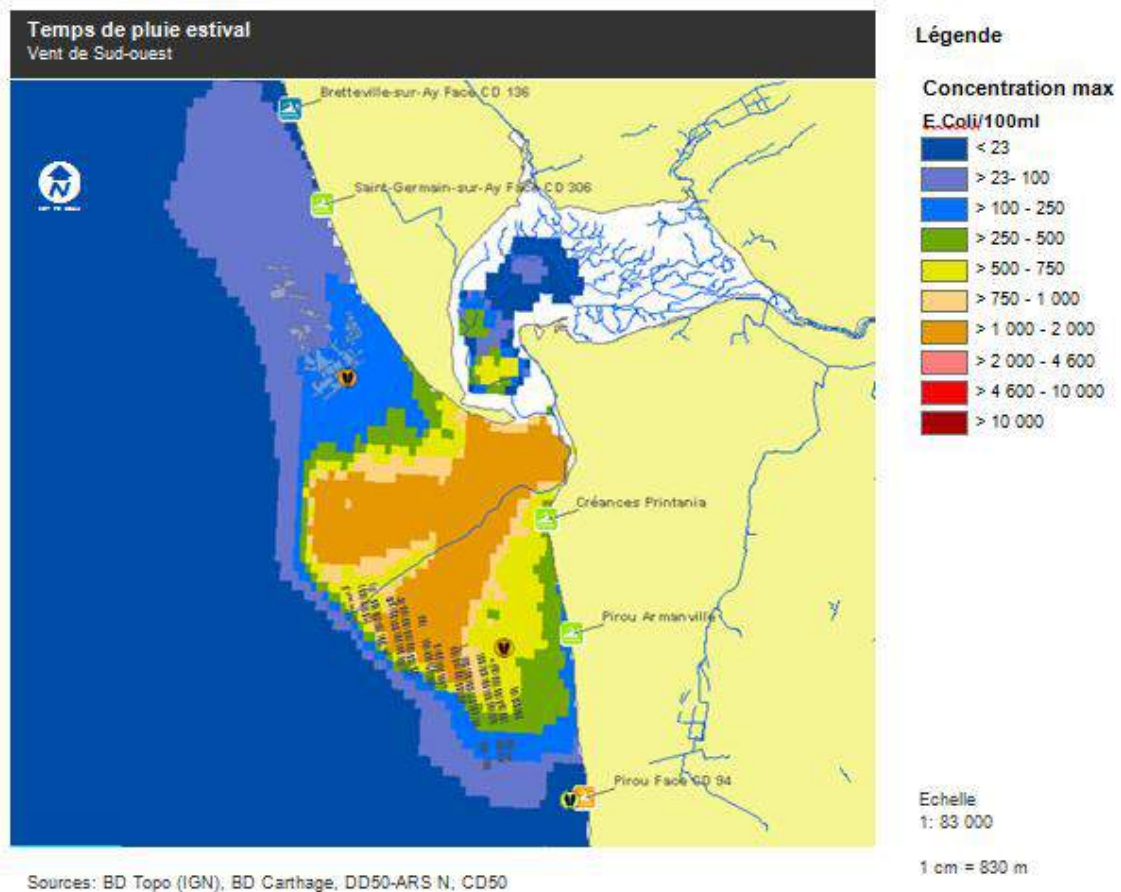 Temps de pluie estival
Vent de Sud-ouest
Bretteville-sur-Ay Face CD 136
Saint-Germain-sur-Ay Face CD 306
N
Créances Printania
Pirou Armanville
Pirou Face CD 94
Sources: BD Topo (IGN), BD Carthage, DD50-ARS N, CD50
Légende
Concentration max
E.Coli/100ml
< 23
> 23- 100
> 100 - 250
> 250 - 500
> 500 - 750
> 750 - 1 000
> 1 000 - 2 000
> 2 000 - 4 600
> 4 600 - 10 000
> 10 000
Echelle
1: 83 000
1 cm = 830 m